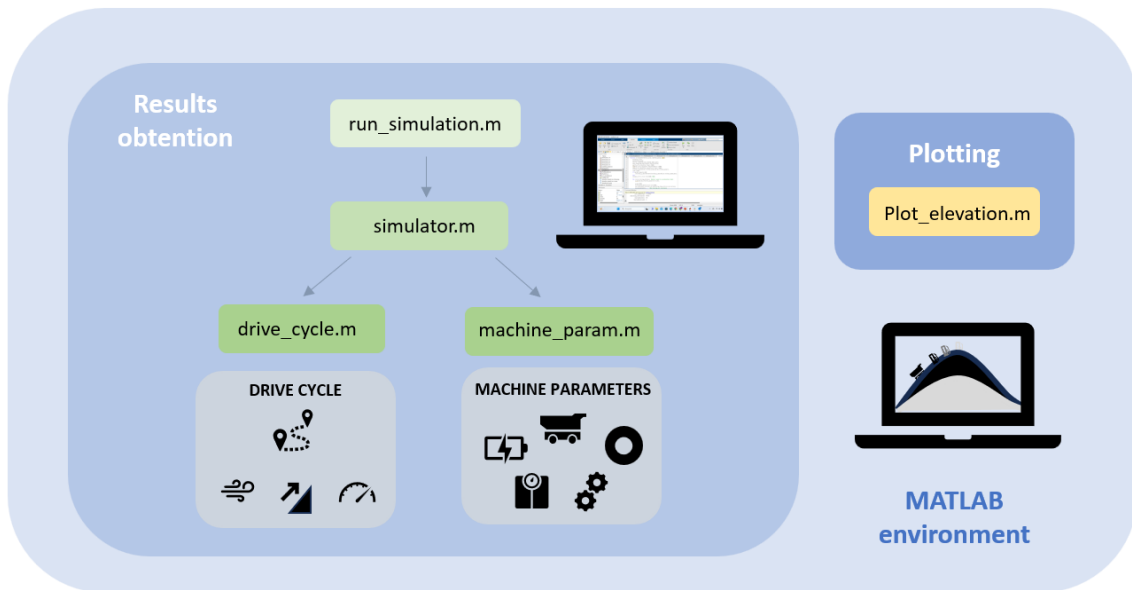 Results
obtention
run_simulation.m
simulator.m
drive_cycle.m
machine_param.m
DRIVE CYCLE
MACHINE PARAMETERS
Plotting
Plot_elevation.m
MATLAB
environment